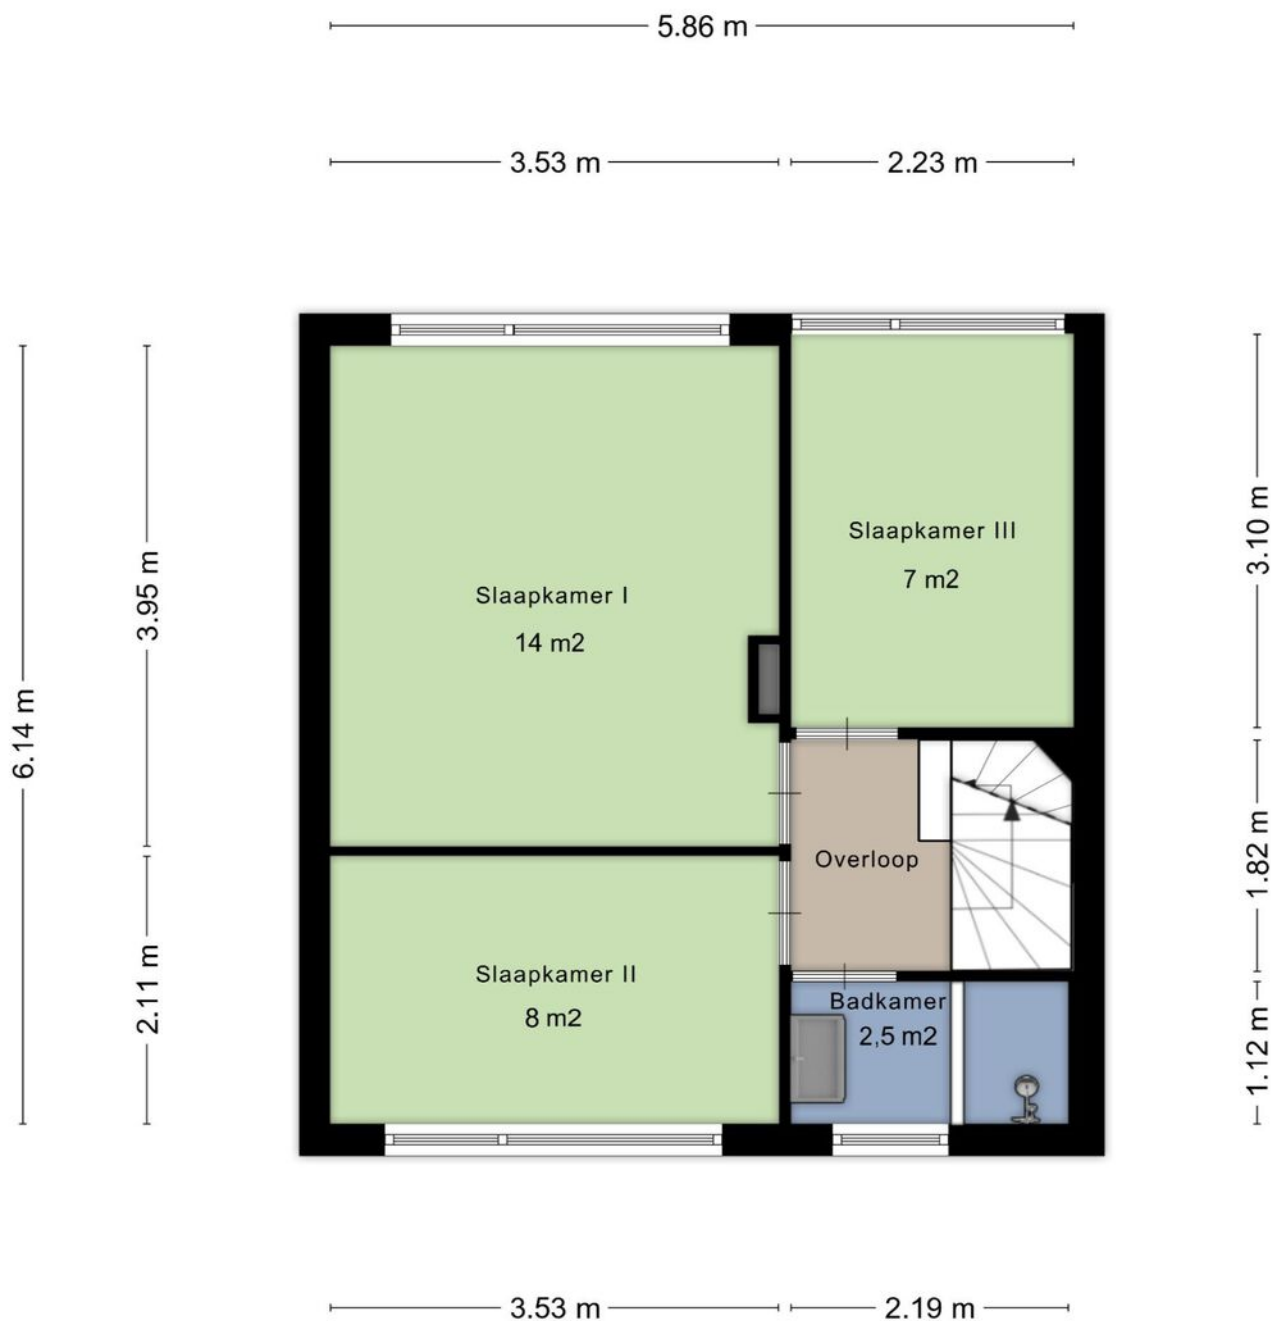 5.86 m
3.53 m
2.23 m
6.14 m
3.95 m
2.11 m
Slaapkamer I
14 m2
Slaapkamer III
7 m2
Overloop
Slaapkamer II
8 m2
Badkamer
2,5 m2
3.10 m
1.82 m
1.12 m
3.53 m
2.19 m